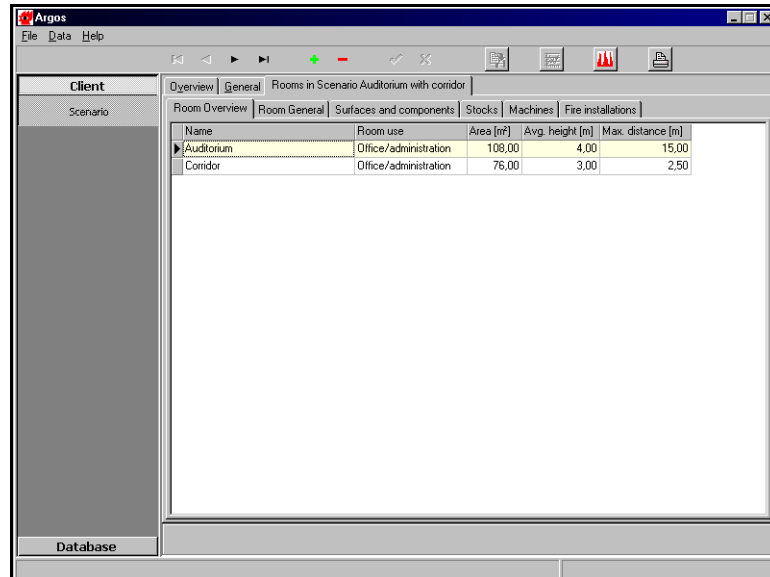 Argos
File Data Help
Client
Scenario
Database
Overview General Rooms in Scenario Auditorium with corridor
Room Overview Room General Surfaces and components Stocks Machines Fire installations
Name Room use Area [m²] Avg. height [m] Max. distance [m]
Auditorium Office/administration 108,00 4,00 15,00
Corridor Office/administration 76,00 3,00 2,50